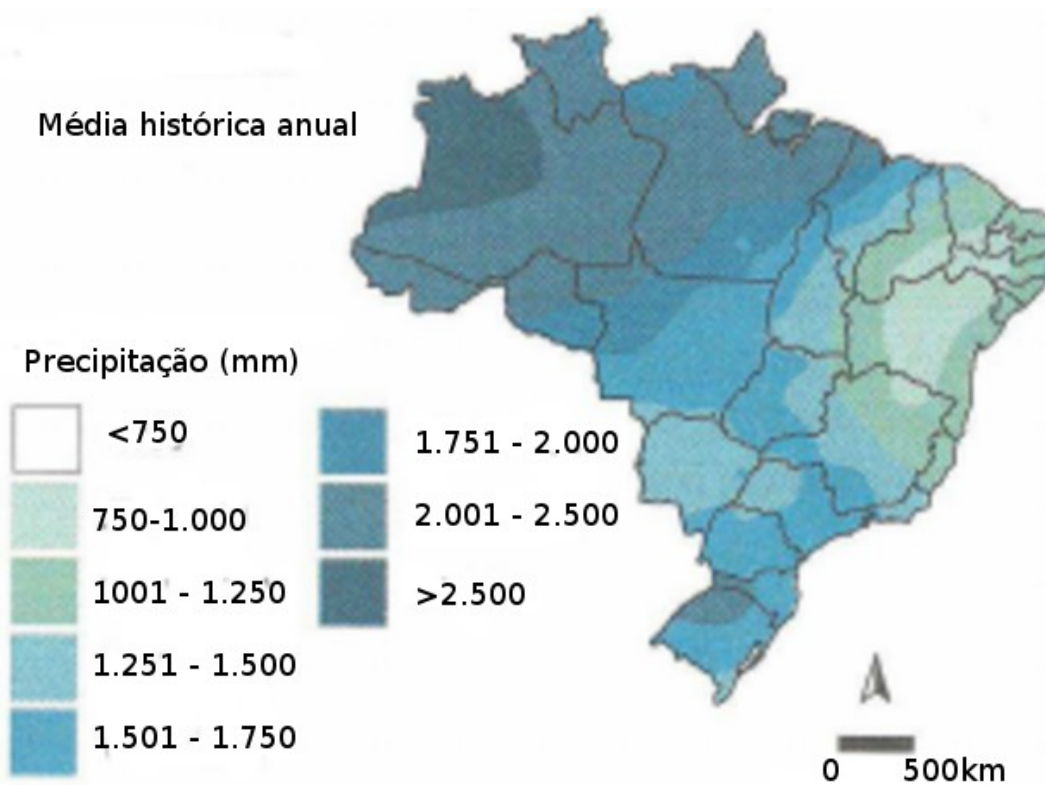 Média histórica anual
Precipitação (mm)
<750
750-1.000
1001 - 1.250
1.251 - 1.500
1.501 - 1.750
1.751 - 2.000
2.001 - 2.500
>2.500
0 500km